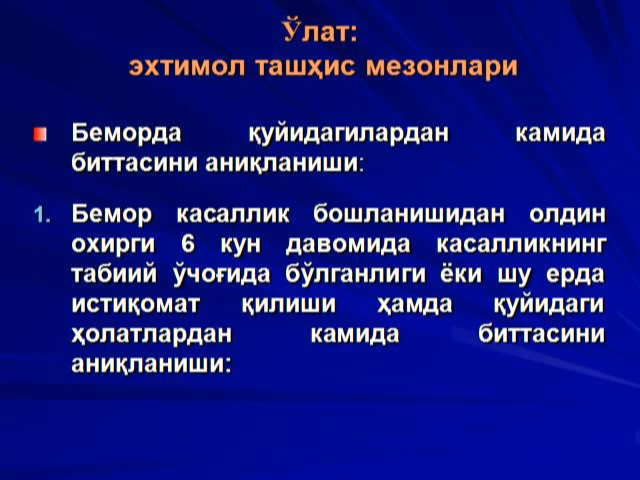 Ўлат:
эхтимол ташҳис мезонлари
Беморда қуйидагилардан камида
биттасини аниқланиши:
1. Бемор касаллик бошланишидан олдин
охирги 6 кун давомида касалликнинг
табиий ўчоғида бўлганлиги ёки шу ерда
истиқомат қилиши ҳамда қуйидаги
ҳолатлардан камида биттасини
аниқланиши: